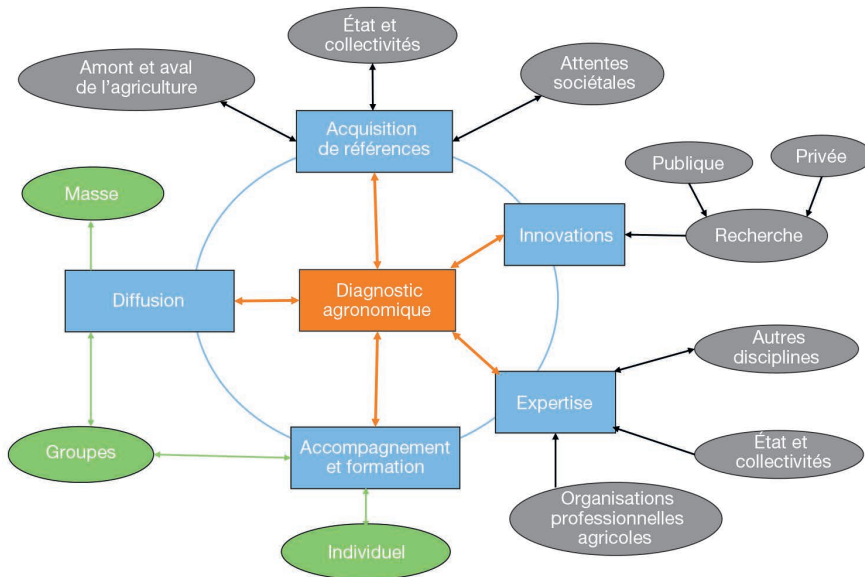 État et
collectivités
Amont et aval
de l’agriculture
Attentes
sociétales
Acquisition
de références
Publique
Privée
Masse
Innovations
Recherche
Diffusion
Diagnostic
agronomique
Autres
disciplines
Expertise
Groupes
Accompagnement
et formation
État et
collectivités
Organisations
professionnelles
agricoles
Individuel